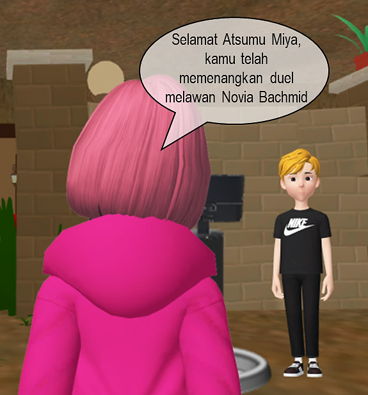 Selamat Atsumu Miya,
kamu telah
memenangkan duel
melawan Novia Bachmid
NIKE